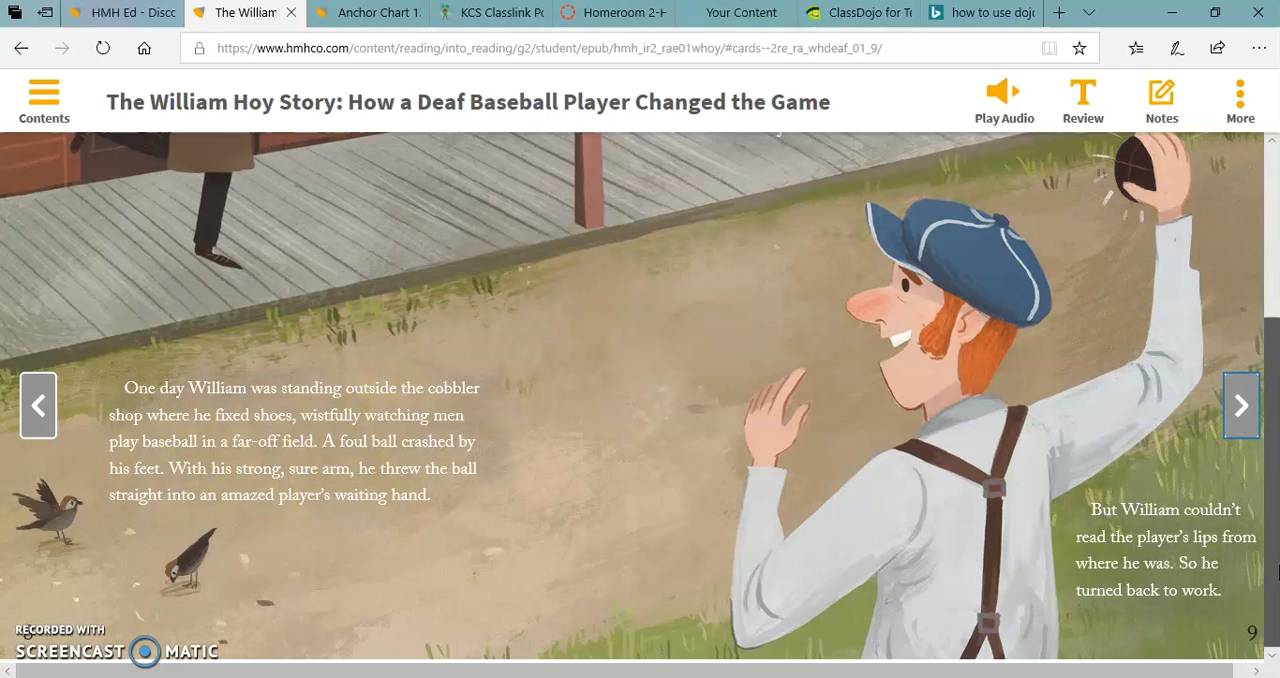 HMH Ed - Disco
The William
Anchor Chart 1.
KCS Classlink Po
Homeroom 2-H
Your Content
ClassDojo for Te
how to use dojo
https://www.hmhco.com/content/reading/into_reading/g2/student/epub/hmh_ir2_rae01whoy/#cards--2re_ra_whdeaf_01_9/
Contents
The William Hoy Story: How a Deaf Baseball Player Changed the Game
Play Audio
Review
Notes
More
One day William was standing outside the cobbler
shop where he fixed shoes, wistfully watching men
play baseball in a far-off field. A foul ball crashed by
his feet. With his strong, sure arm, he threw the ball
straight into an amazed player's waiting hand.
But William couldn't
read the player's lips from
where he was. So he
turned back to work.
9
RECORDED WITH
SCREENCAST MATIC